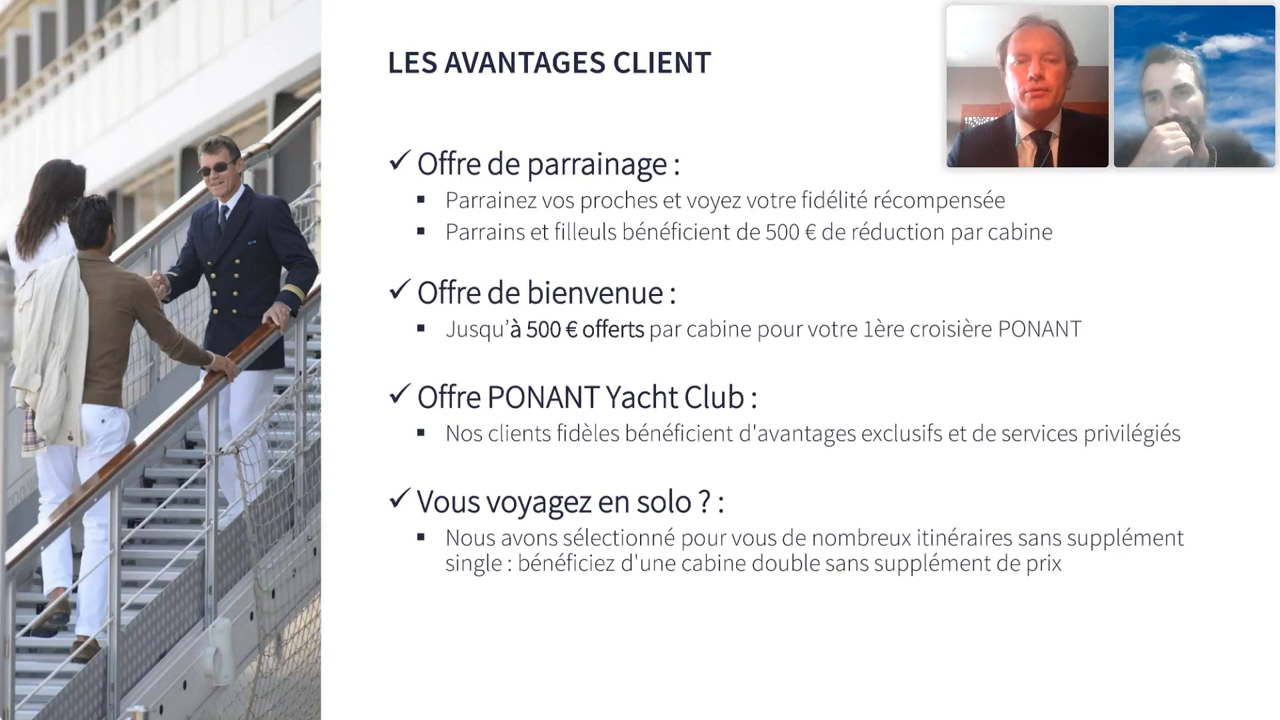 LES AVANTAGES CLIENT
✓ Offre de parrainage :
▪ Parrainez vos proches et voyez votre fidélité récompensée
▪ Parrains et filleuls bénéficient de 500 € de réduction par cabine
✓ Offre de bienvenue :
▪ Jusqu'à 500 € offerts par cabine pour votre 1ère croisière PONANT
✓ Offre PONANT Yacht Club :
▪ Nos clients fidèles bénéficient d'avantages exclusifs et de services privilégiés
✓ Vous voyagez en solo ? :
▪ Nous avons sélectionné pour vous de nombreux itinéraires sans supplément
single : bénéficiez d'une cabine double sans supplément de prix